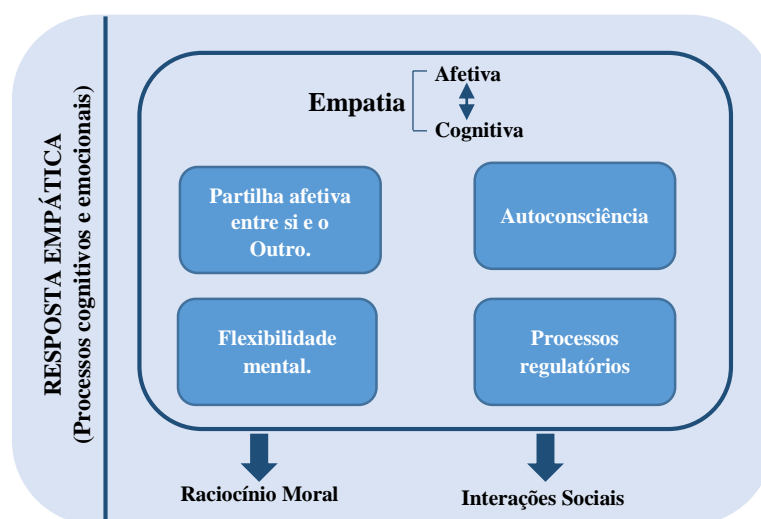 RESPOSTA EMPÁTICA
(Processos cognitivos e emocionais)
Empatia
Afetiva
Cognitiva
Partilha afetiva
entre si e o
Outro.
Autoconsciência
Flexibilidade
mental.
Processos
regulatórios
Raciocínio Moral
Interações Sociais